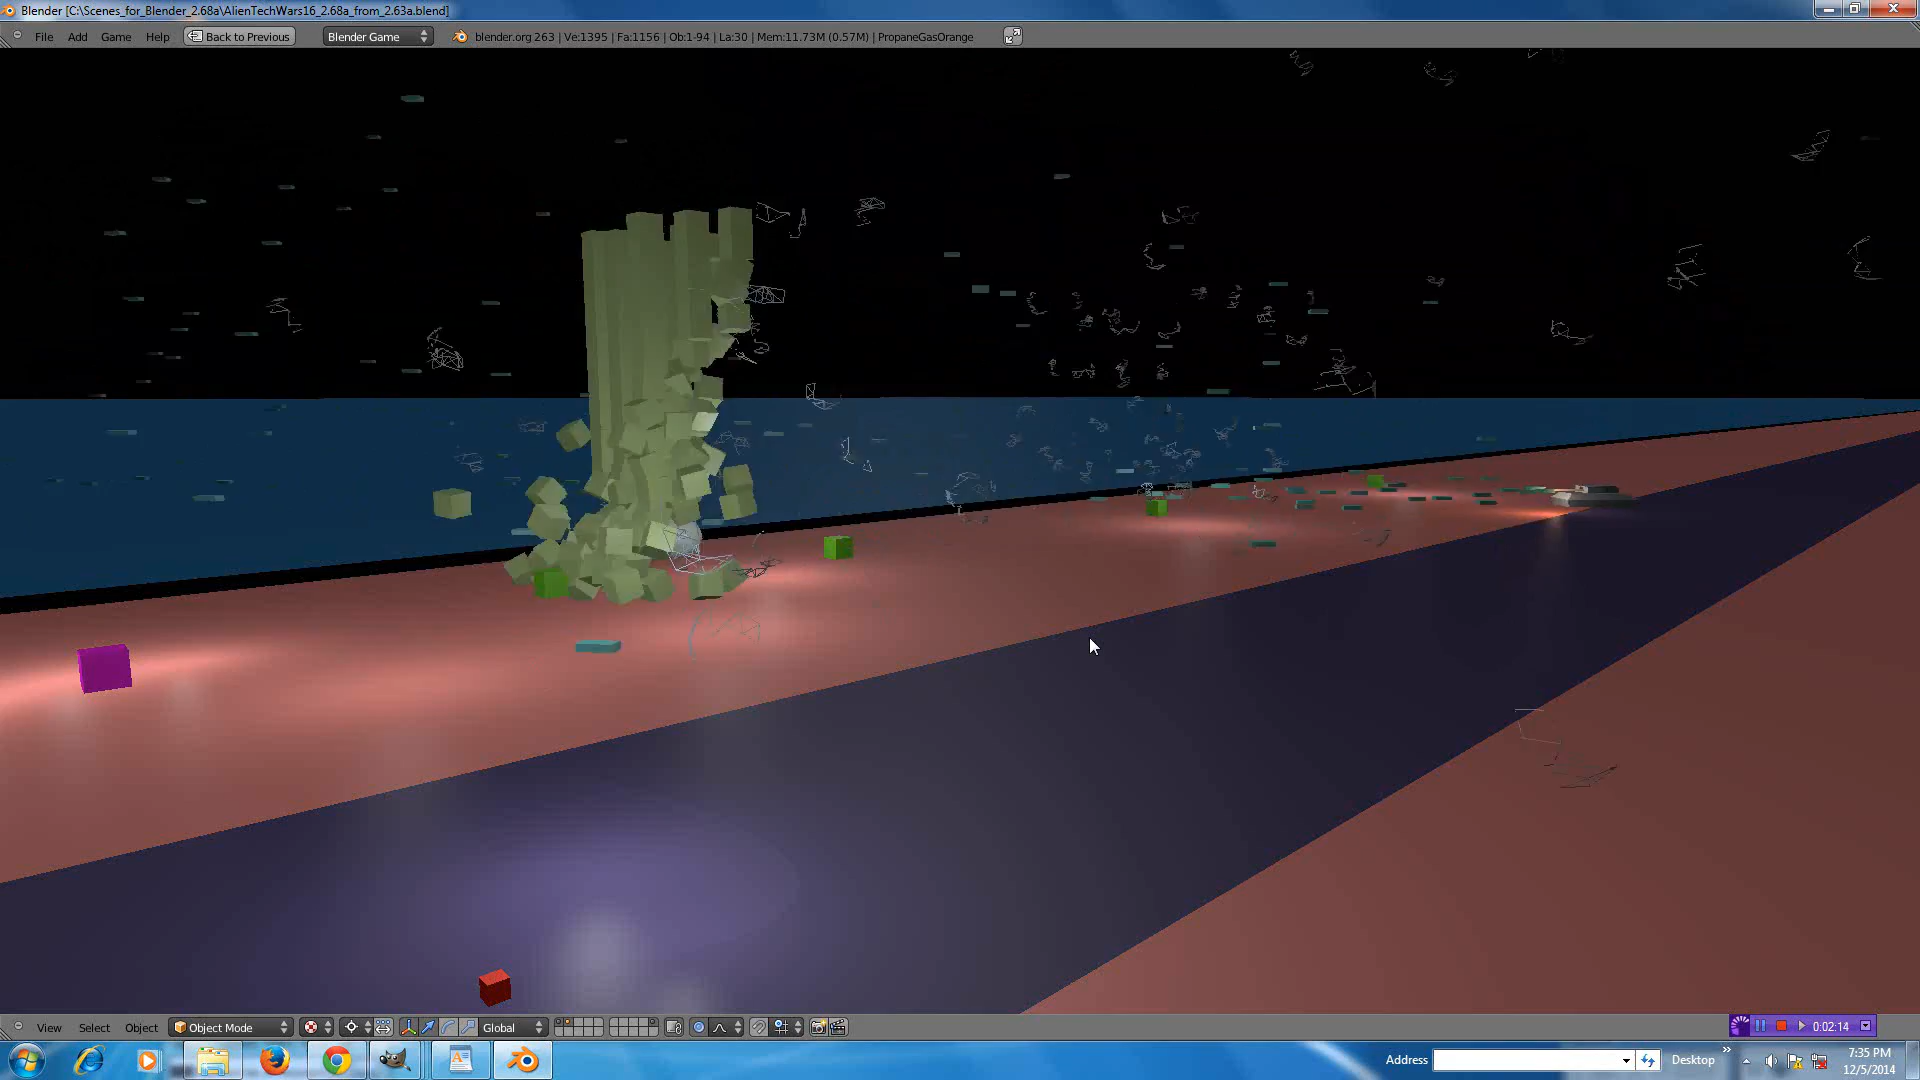 Blender [C:\Scenes_for_Blender_2.68a\AlienTechWars16_2.68a_from_2.63a.blend]
File Add Game Help Back to Previous Blender Game blender.org 263 | Ve:1395 | Fa:1156 | Ob:1-94 | La:30 | Mem:11.73M (0.57M) | PropaneGasOrange
View Select Object Object Mode Global 0:02:14
Address Desktop 7:35 PM
12/5/2014